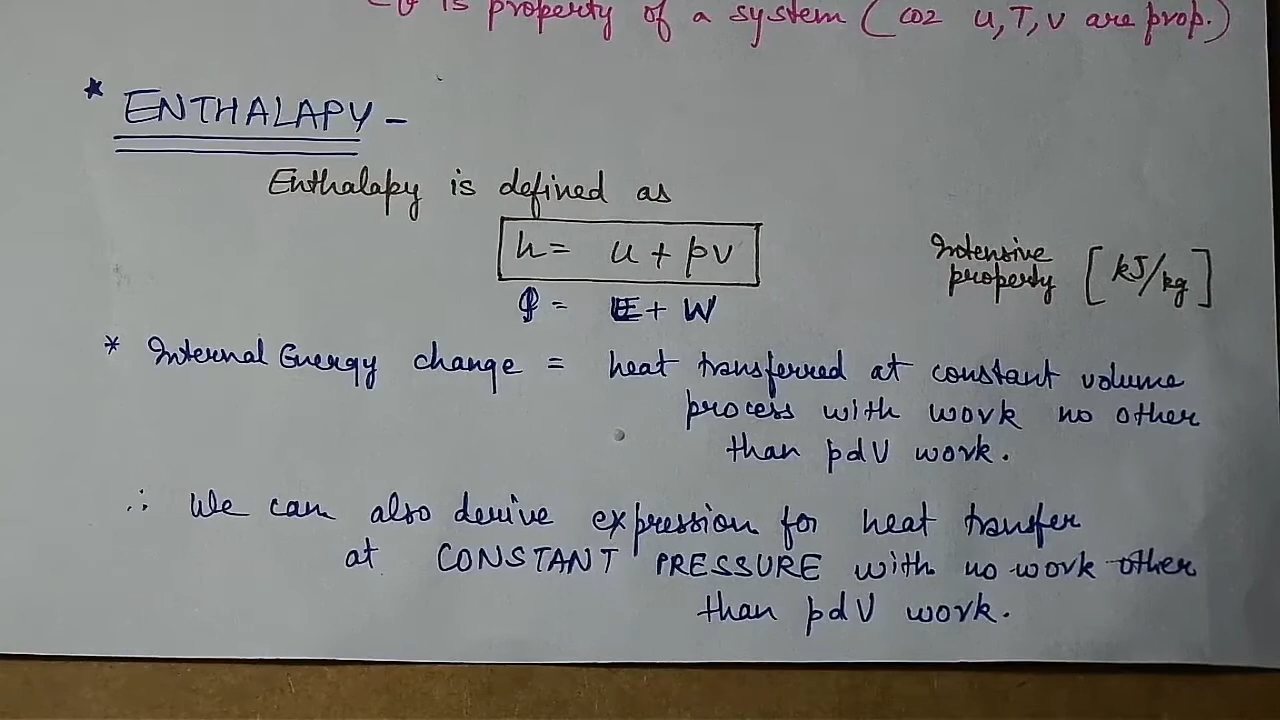 is property of a system ( coz u, T, v are prop.)
* ENTHALAPY -
Enthalapy is defined as
h = u + pv
Intensive property [kJ/kg]
Q = E + W
* Internal Energy change = heat transferred at constant volume
process with work no other
than pdV work.
∴ We can also derive expression for heat transfer
at CONSTANT PRESSURE with no work other
than pdV work.